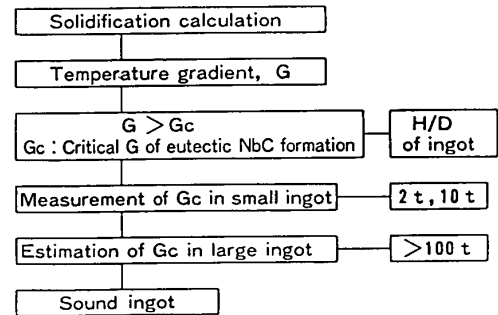 Solidification calculation
Temperature gradient, G
G > Gc
Gc : Critical G of eutectic NbC formation
H/D
of ingot
Measurement of Gc in small ingot
2 t, 10 t
Estimation of Gc in large ingot
>100 t
Sound ingot